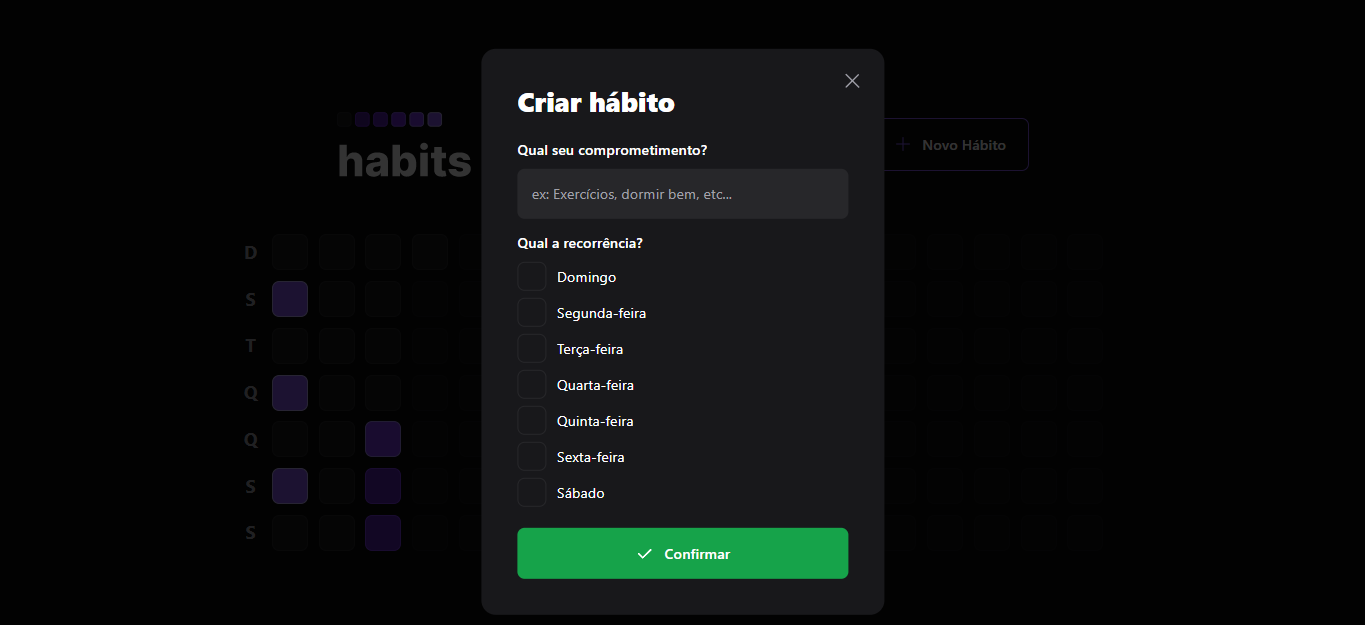 Criar hábito
habits
Novo Hábito
Qual seu comprometimento?
ex: Exercícios, dormir bem, etc...
Qual a recorrência?
D
S
T
Q
Q
S
S
Domingo
Segunda-feira
Terça-feira
Quarta-feira
Quinta-feira
Sexta-feira
Sábado
Confirmar